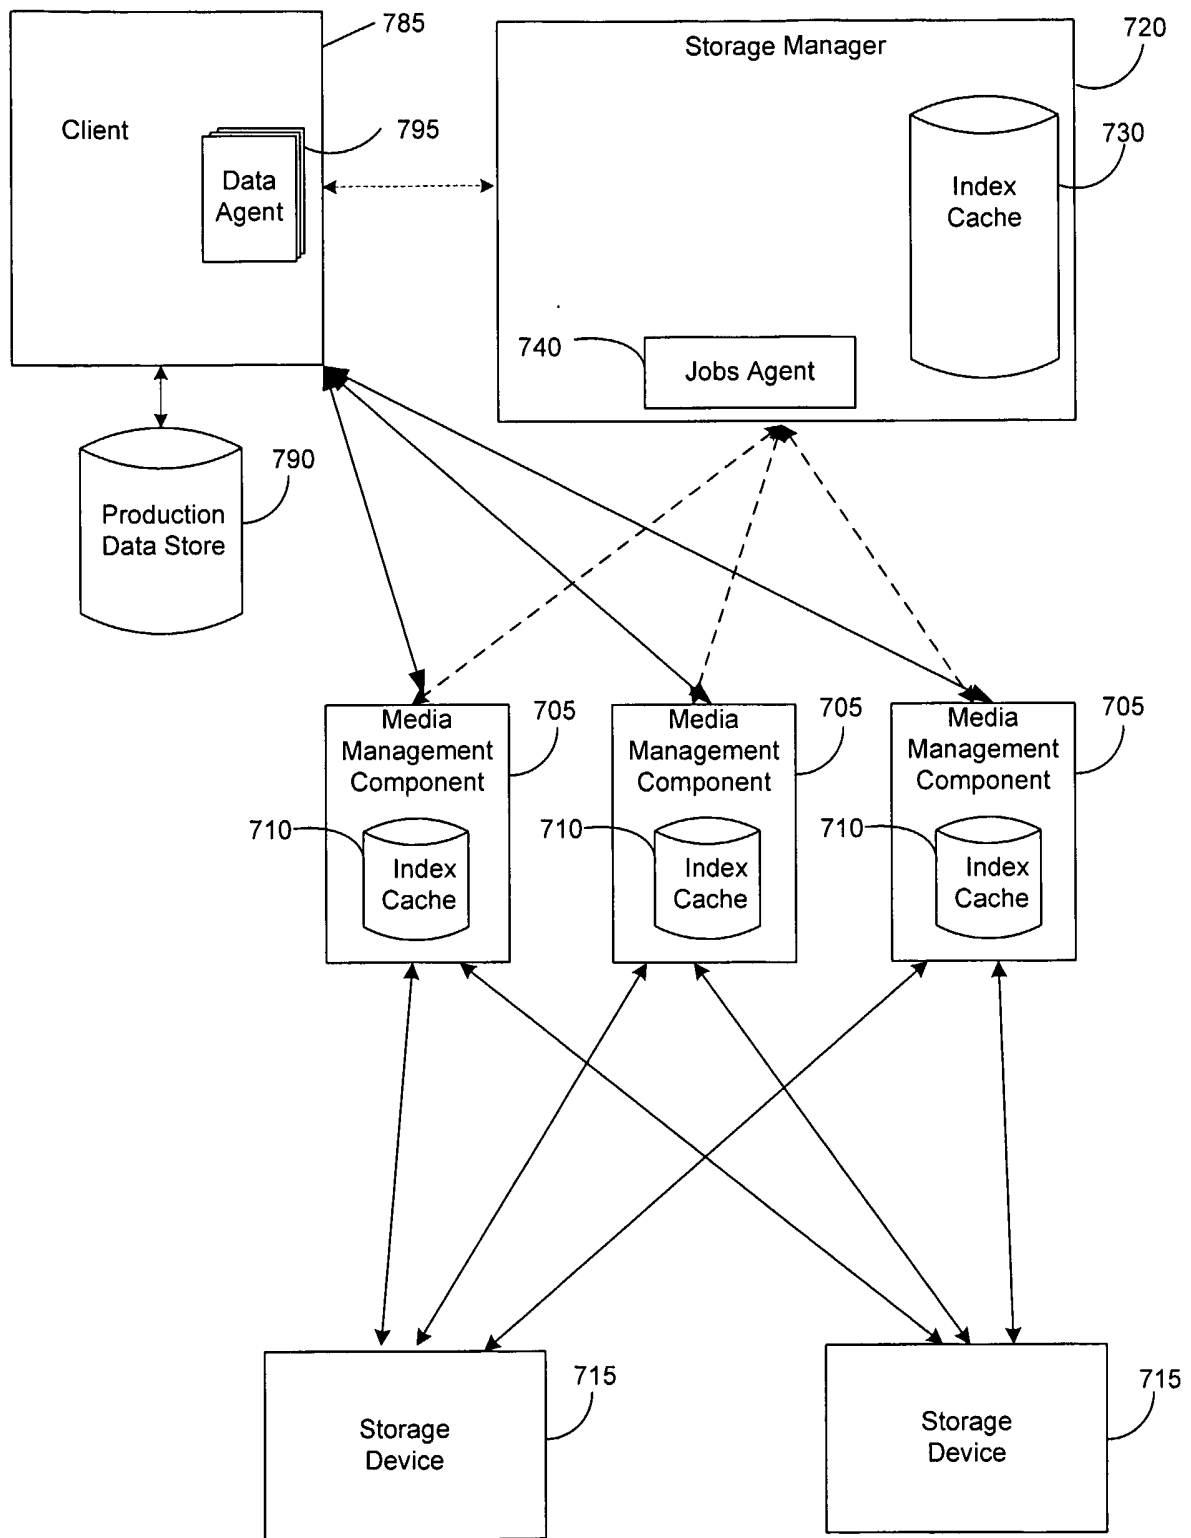 785
720
Storage Manager
Client
795
730
Data
Agent
Index
Cache
740
Jobs Agent
790
Production
Data Store
Media
Management
Component
705
Media
Management
Component
705
Media
Management
Component
705
710
Index
Cache
710
Index
Cache
710
Index
Cache
715
Storage
Device
715
Storage
Device